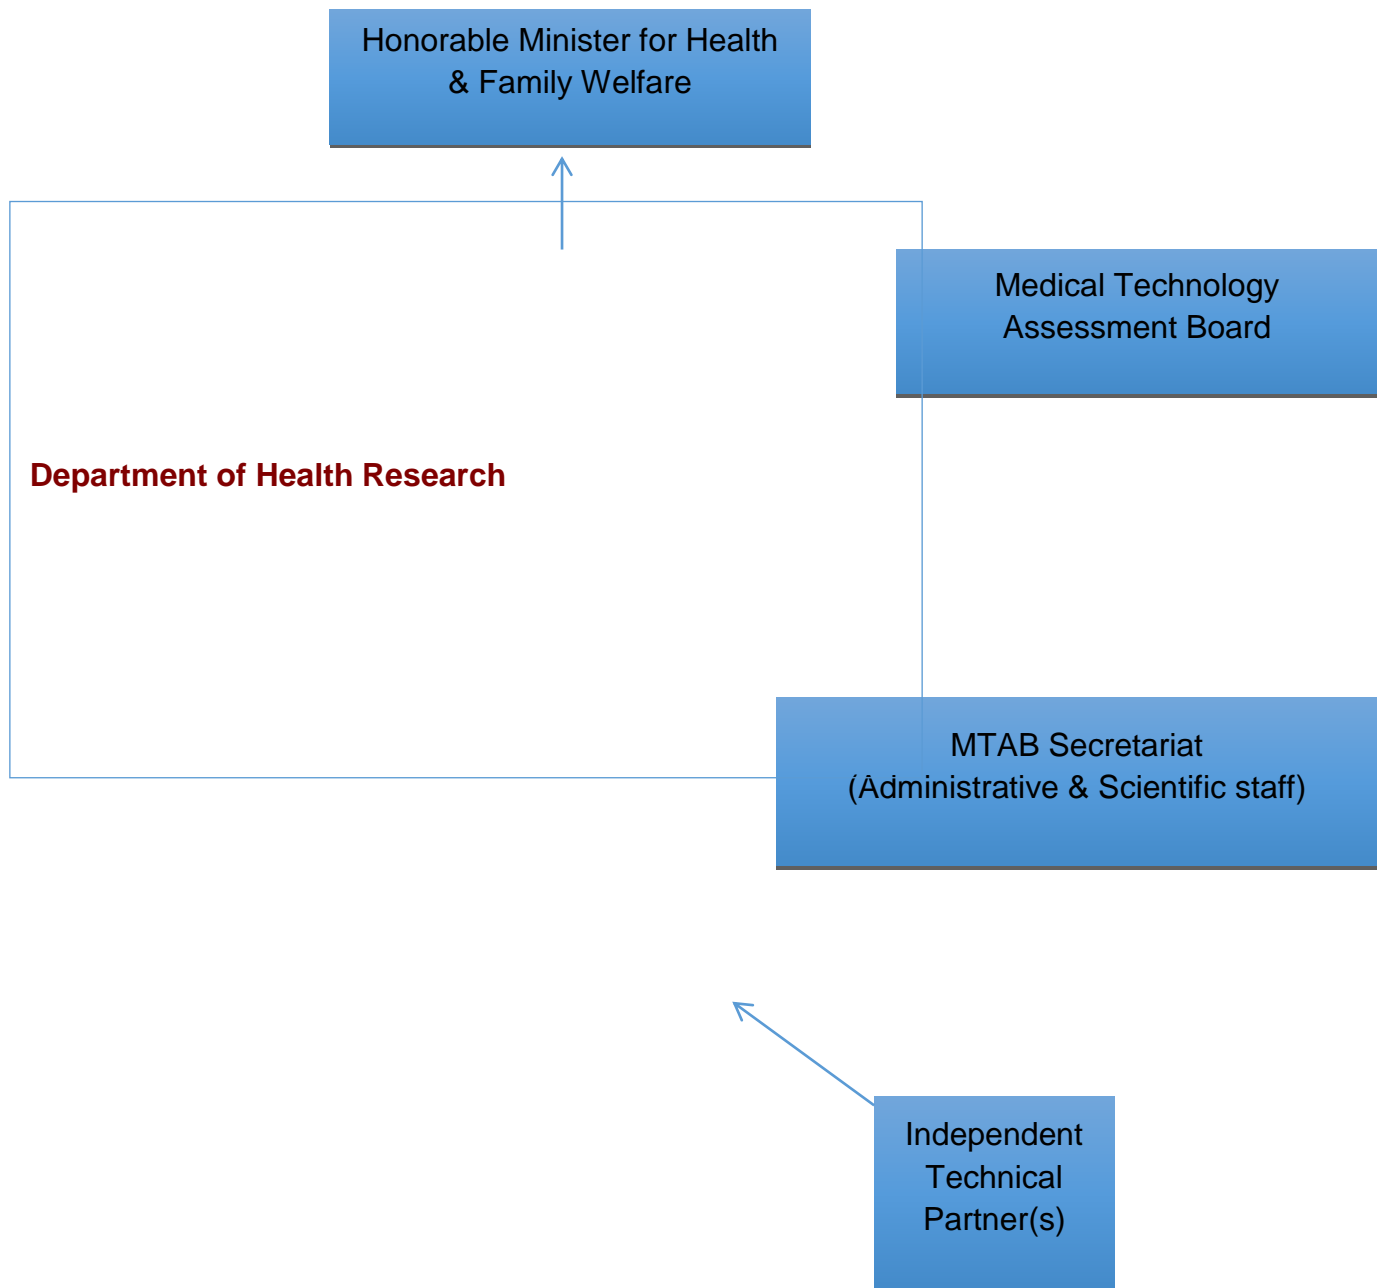 Honorable Minister for Health
& Family Welfare
Medical Technology
Assessment Board
Department of Health Research
MTAB Secretariat
(Administrative & Scientific staff)
Independent
Technical
Partner(s)